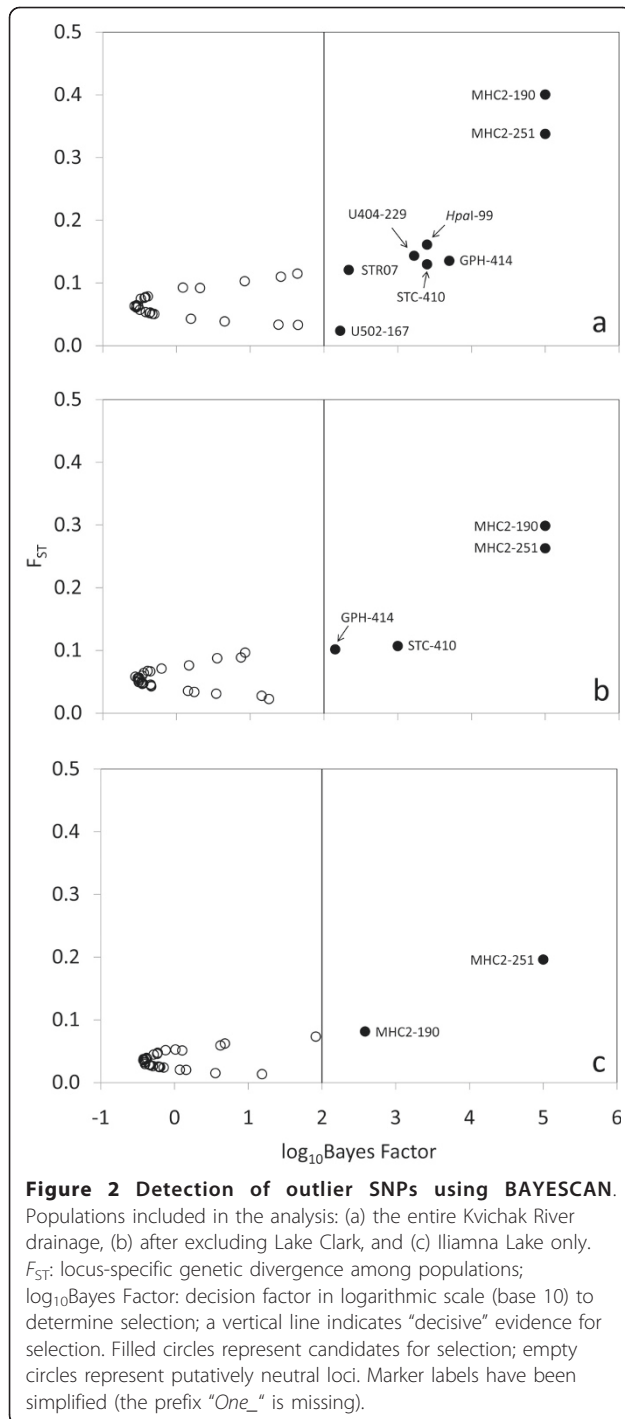 0.5
0.4
0.3
0.2
0.1
0.0
MHC2-190
MHC2-251
U404-229
HpaI-99
STR07
GPH-414
STC-410
U502-167
a
0.5
0.4
0.3
0.2
0.1
0.0
F_ST
MHC2-190
MHC2-251
GPH-414
STC-410
b
0.5
0.4
0.3
0.2
0.1
0.0
MHC2-251
MHC2-190
c
-1 0 1 2 3 4 5 6
log₁₀Bayes Factor
Figure 2 Detection of outlier SNPs using BAYESCAN.
Populations included in the analysis: (a) the entire Kvichak River
drainage, (b) after excluding Lake Clark, and (c) Iliamna Lake only.
F_ST: locus-specific genetic divergence among populations;
log₁₀Bayes Factor: decision factor in logarithmic scale (base 10) to
determine selection; a vertical line indicates “decisive” evidence for
selection. Filled circles represent candidates for selection; empty
circles represent putatively neutral loci. Marker labels have been
simplified (the prefix “One_“ is missing).